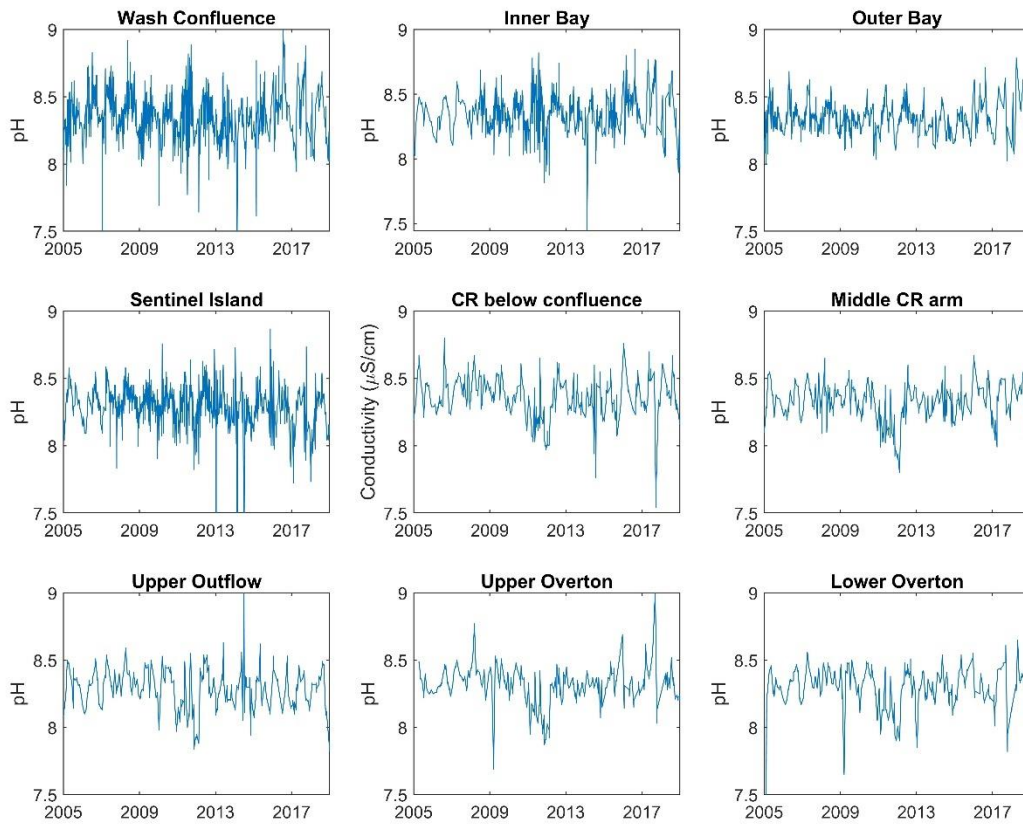 Wash Confluence
9
8.5
8
7.5
pH
2005 2009 2013 2017
Inner Bay
9
8.5
8
7.5
pH
2005 2009 2013 2017
Outer Bay
9
8.5
8
7.5
pH
2005 2009 2013 2017
Sentinel Island
9
8.5
8
7.5
pH
2005 2009 2013 2017
CR below confluence
9
8.5
8
7.5
Conductivity (μS/cm)
2005 2009 2013 2017
Middle CR arm
9
8.5
8
7.5
pH
2005 2009 2013 2017
Upper Outflow
9
8.5
8
7.5
pH
2005 2009 2013 2017
Upper Overton
9
8.5
8
7.5
pH
2005 2009 2013 2017
Lower Overton
9
8.5
8
7.5
pH
2005 2009 2013 2017